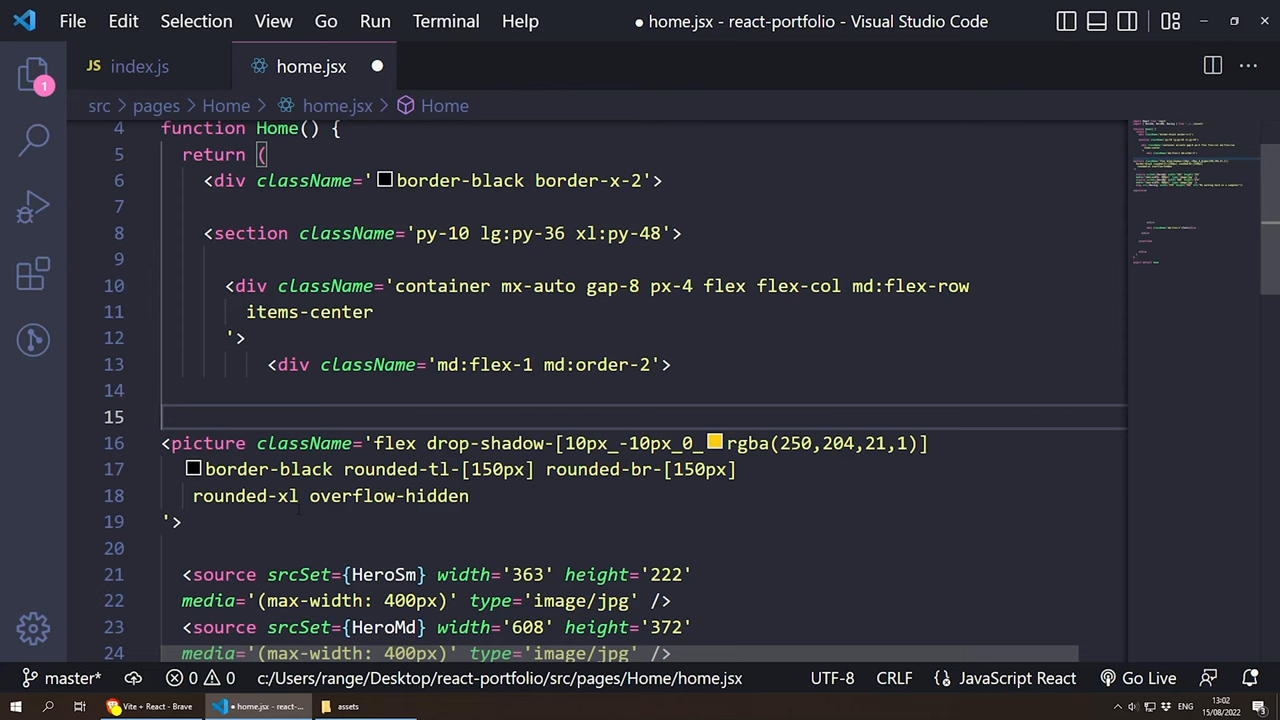 File Edit Selection View Go Run Terminal Help ● home.jsx - react-portfolio - Visual Studio Code
JS index.js home.jsx
src > pages > Home > home.jsx > Home
4 function Home() {
5 return (
6 <div className='border-black border-x-2'>
7
8 <section className='py-10 lg:py-36 xl:py-48'>
9
10 <div className='container mx-auto gap-8 px-4 flex flex-col md:flex-row
11 items-center
12 '>
13 <div className='md:flex-1 md:order-2'>
14
15
16 <picture className='flex drop-shadow-[10px_-10px_0_rgba(250,204,21,1)]
17 border-black rounded-tl-[150px] rounded-br-[150px]
18 rounded-xl overflow-hidden
19 '>
20
21 <source srcSet={HeroSm} width='363' height='222'
22 media='(max-width: 400px)' type='image/jpg' />
23 <source srcSet={HeroMd} width='608' height='372'
24 media='(max-width: 400px)' type='image/jpg' />
1
master* 0 0 c:/Users/range/Desktop/react-portfolio/src/pages/Home/home.jsx UTF-8 CRLF {} JavaScript React Go Live
Vite + React - Brave ● home.jsx - react-... assets ENG 13:02
15/08/2022 3